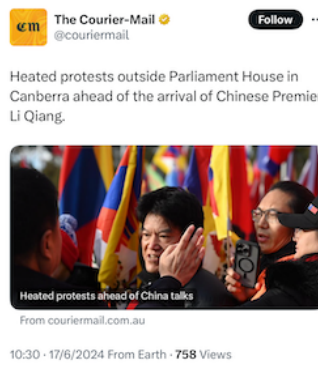 cm
The Courier-Mail
@couriermail
Follow
Heated protests outside Parliament House in
Canberra ahead of the arrival of Chinese Premie
Li Qiang.
Heated protests ahead of China talks
From couriermail.com.au
10:30 · 17/6/2024 From Earth · 758 Views